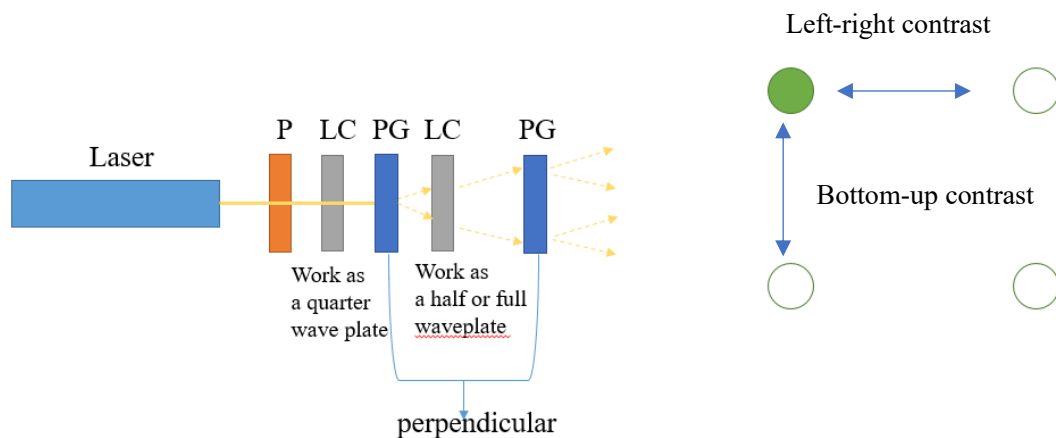 Left-right contrast
P
LC
PG
LC
PG
Laser
Bottom-up contrast
Work as
a quarter
wave plate
Work as
a half or full
waveplate
perpendicular